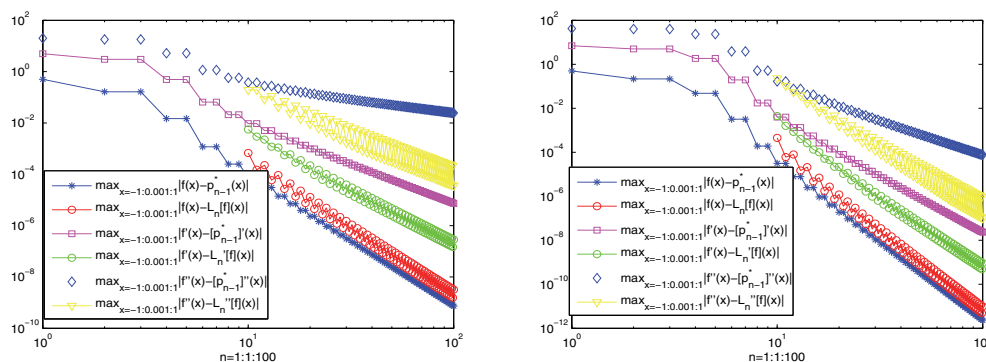 10^2
10^0
10^-2
10^-4
10^-6
10^-8
10^-10
max_{x=-1:0.001:1}|f(x)-p^*_{n-1}(x)|
max_{x=-1:0.001:1}|f(x)-L_n[f](x)|
max_{x=-1:0.001:1}|f'(x)-[p^*_{n-1}]'(x)|
max_{x=-1:0.001:1}|f'(x)-L_n'[f](x)|
max_{x=-1:0.001:1}|f''(x)-[p^*_{n-1}]''(x)|
max_{x=-1:0.001:1}|f''(x)-L_n''[f](x)|
10^0 10^1 10^2
n=1:1:100
10^2
10^0
10^-2
10^-4
10^-6
10^-8
10^-10
10^-12
max_{x=-1:0.001:1}|f(x)-p^*_{n-1}(x)|
max_{x=-1:0.001:1}|f(x)-L_n[f](x)|
max_{x=-1:0.001:1}|f'(x)-[p^*_{n-1}]'(x)|
max_{x=-1:0.001:1}|f'(x)-L_n'[f](x)|
max_{x=-1:0.001:1}|f''(x)-[p^*_{n-1}]''(x)|
max_{x=-1:0.001:1}|f''(x)-L_n''[f](x)|
10^0 10^1 10^2
n=1:1:100